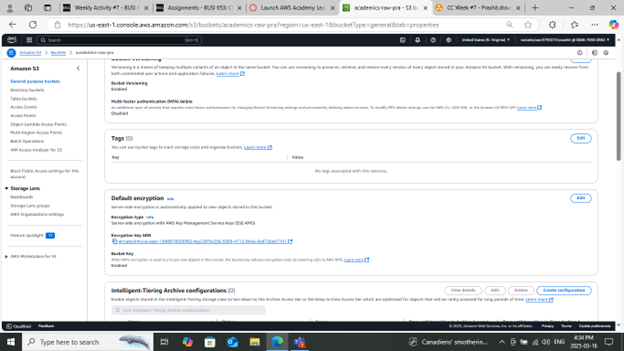 Weekly Activity #7 - BUSI
Assignments - BUSI 653: C
Launch AWS Academy Lea
academics-raw-pra - S3 b
OC Week #7 - Prashit.draw
https://us-east-1.console.aws.amazon.com/s3/buckets/academics-raw-pra?region=us-east-1&bucketType=general&tab=properties
aws
Search
[Alt+S]
United States (N. Virginia)
Amazon S3 > Buckets > academics-raw-pra
Amazon S3
General purpose buckets
Directory buckets
Table buckets
Access Grants
Access Points
Object Lambda Access Points
Multi-Region Access Points
Batch Operations
IAM Access Analyzer for S3
Block Public Access settings for this account
Storage Lens
Dashboards
Storage Lens groups
AWS Organizations settings
Feature spotlight
AWS Marketplace for S3
Bucket Versioning
Versioning is a means of keeping multiple variants of an object in the same bucket. You can use versioning to preserve, retrieve, and restore every version of every object stored in your Amazon S3 bucket. With versioning, you can easily recover from both unintended user actions and application failures. Learn more
Bucket Versioning
Enabled
Multi-factor authentication (MFA) delete
An additional layer of security that requires multi-factor authentication for changing Bucket Versioning settings and permanently deleting object versions. To modify MFA delete settings, use the AWS CLI, AWS SDK, or the Amazon S3 REST API. Learn more
Disabled
Tags (0)
Edit
You can use bucket tags to track storage costs and organize buckets. Learn more
Key
Value
No tags associated with this resource.
Default encryption Info
Edit
Server-side encryption is automatically applied to new objects stored in this bucket.
Encryption type Info
Server-side encryption with AWS Key Management Service keys (SSE-KMS)
Encryption key ARN
Bucket Key
When KMS encryption is used to encrypt new objects in this bucket, the bucket key reduces encryption costs by lowering calls to AWS KMS. Learn more
Enabled
Intelligent-Tiering Archive configurations (0)
View details
Edit
Delete
Create configuration
Enable objects stored in the Intelligent-Tiering storage class to tier-down to the Archive Access tier or the Deep Archive Access tier which are optimized for objects that will be rarely accessed for long periods of time. Learn more
Find Intelligent-Tiering Archive configurations
CloudShell
Feedback
© 2025, Amazon Web Services, Inc. or its affiliates.
Privacy
Terms
Cookie preferences
Type here to search
Canadiens' smotherin...
ENG
4:34 PM
2025-03-16